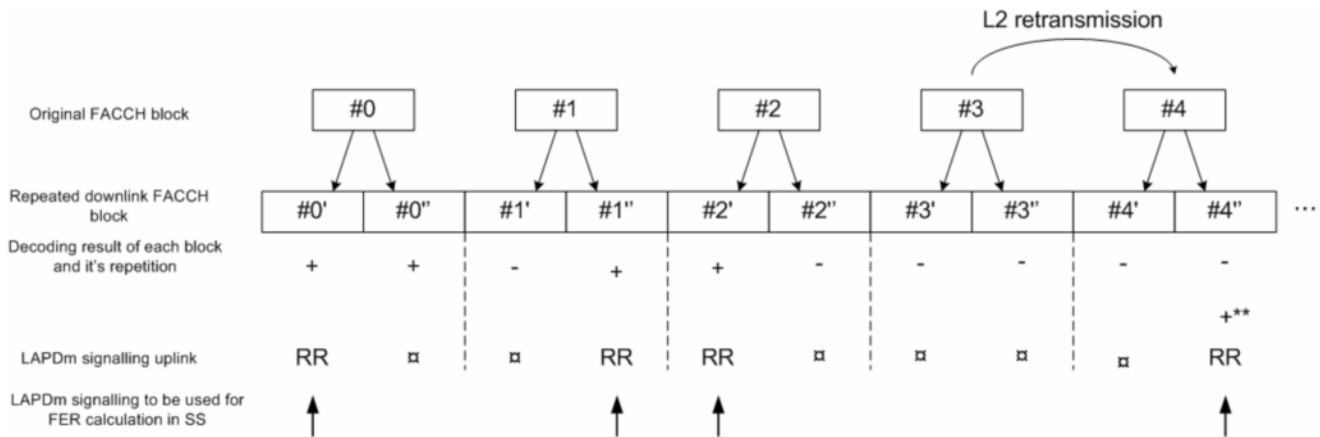 L2 retransmission
Original FACCH block
#0 #1 #2 #3 #4
Repeated downlink FACCH
block
#0' #0'' #1' #1'' #2' #2'' #3' #3'' #4' #4'' ...
Decoding result of each block
and it's repetition
+ + - + + - - - - -
+**
LAPDm signalling uplink
RR ¤ ¤ RR RR ¤ ¤ ¤ ¤ RR
LAPDm signalling to be used for
FER calculation in SS